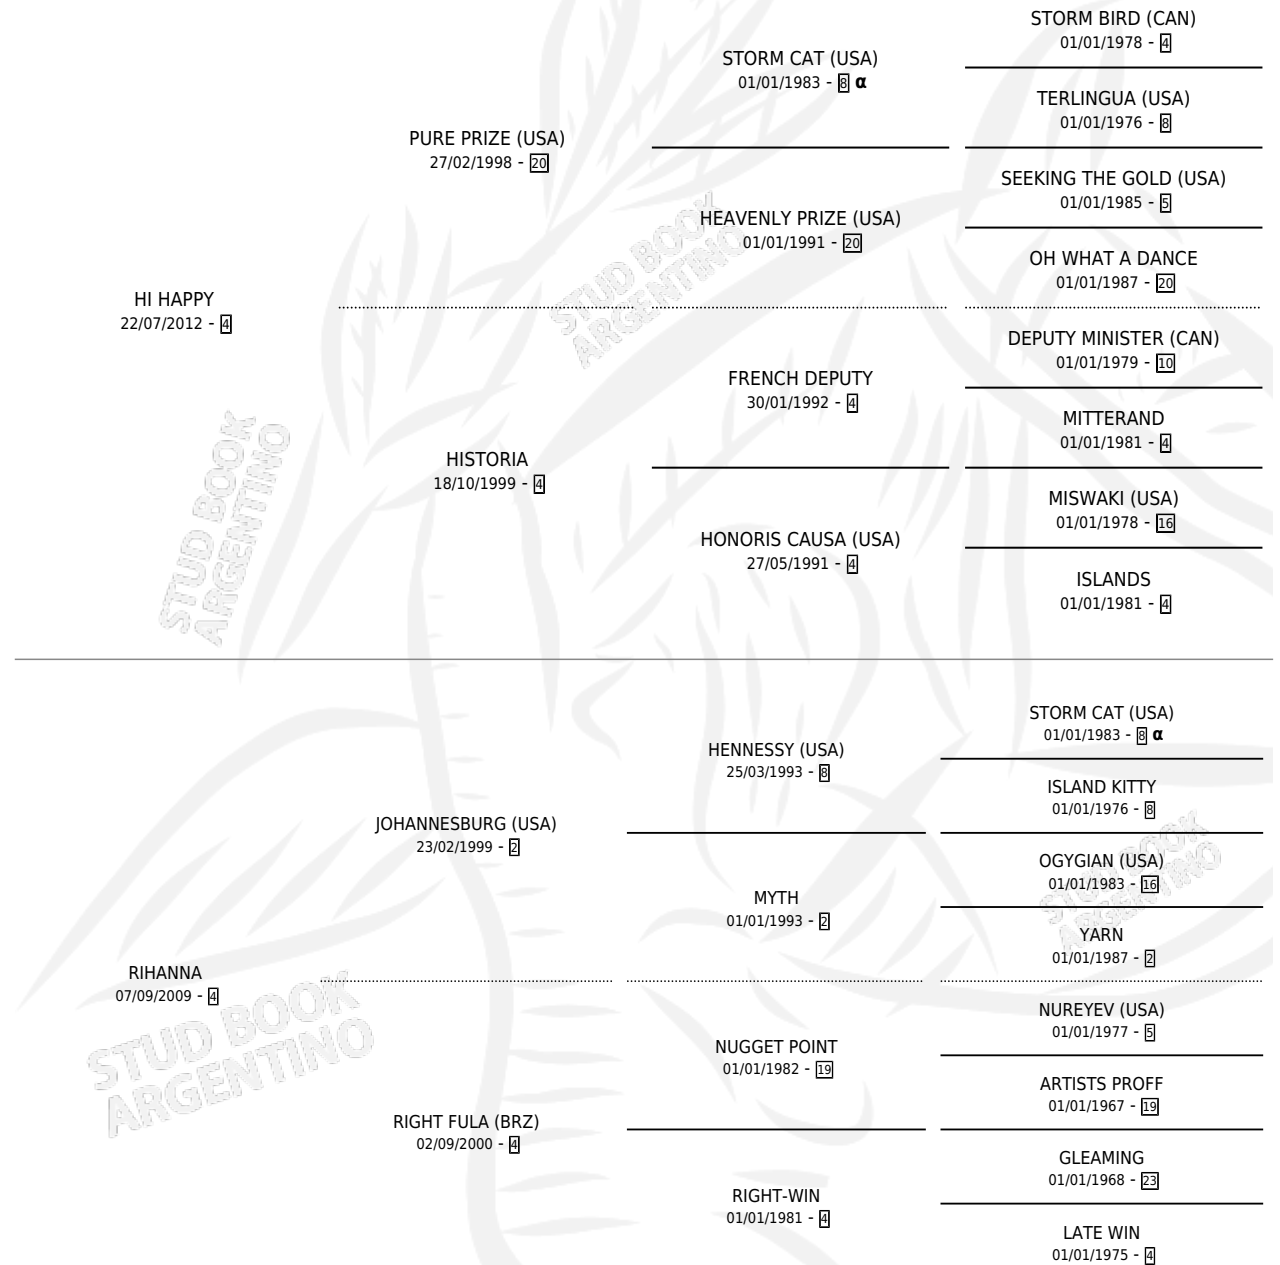 STORM BIRD (CAN)
01/01/1978 - 4
STORM CAT (USA)
01/01/1983 - 8 α
TERLINGUA (USA)
01/01/1976 - 8
PURE PRIZE (USA)
27/02/1998 - 20
SEEKING THE GOLD (USA)
01/01/1985 - 5
HEAVENLY PRIZE (USA)
01/01/1991 - 20
OH WHAT A DANCE
01/01/1987 - 20
HI HAPPY
22/07/2012 - 4
DEPUTY MINISTER (CAN)
01/01/1979 - 10
FRENCH DEPUTY
30/01/1992 - 4
MITTERAND
01/01/1981 - 4
HISTORIA
18/10/1999 - 4
MISWAKI (USA)
01/01/1978 - 16
HONORIS CAUSA (USA)
27/05/1991 - 4
ISLANDS
01/01/1981 - 4
STORM CAT (USA)
01/01/1983 - 8 α
HENNESSY (USA)
25/03/1993 - 8
ISLAND KITTY
01/01/1976 - 8
JOHANNESBURG (USA)
23/02/1999 - 2
OGYGIAN (USA)
01/01/1983 - 16
MYTH
01/01/1993 - 2
YARN
01/01/1987 - 2
RIHANNA
07/09/2009 - 4
NUREYEV (USA)
01/01/1977 - 5
NUGGET POINT
01/01/1982 - 19
ARTISTS PROFF
01/01/1967 - 19
RIGHT FULA (BRZ)
02/09/2000 - 4
GLEAMING
01/01/1968 - 23
RIGHT-WIN
01/01/1981 - 4
LATE WIN
01/01/1975 - 4
STUD BOOK
ARGENTINO
STUD BOOK
ARGENTINO
STUD BOOK
ARGENTINO
STUD BOOK
ARGENTINO